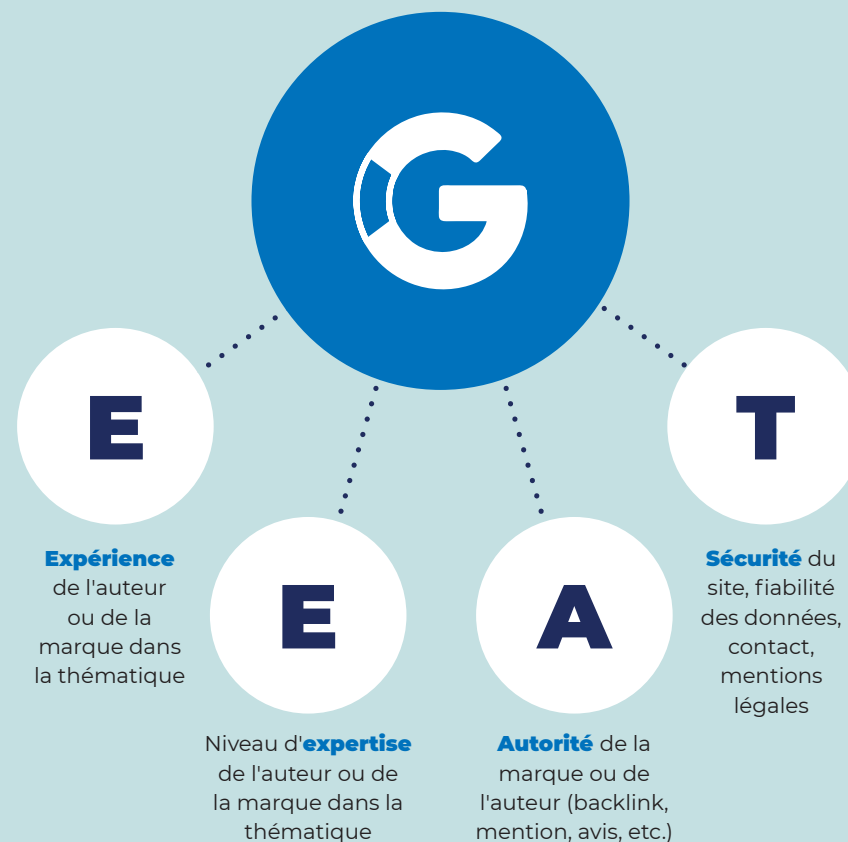 G
E
Expérience
de l'auteur
ou de la
marque dans
la thématique
E
Niveau d'expertise
de l'auteur ou de
la marque dans la
thématique
A
Autorité de la
marque ou de
l'auteur (backlink,
mention, avis, etc.)
T
Sécurité du
site, fiabilité
des données,
contact,
mentions
légales